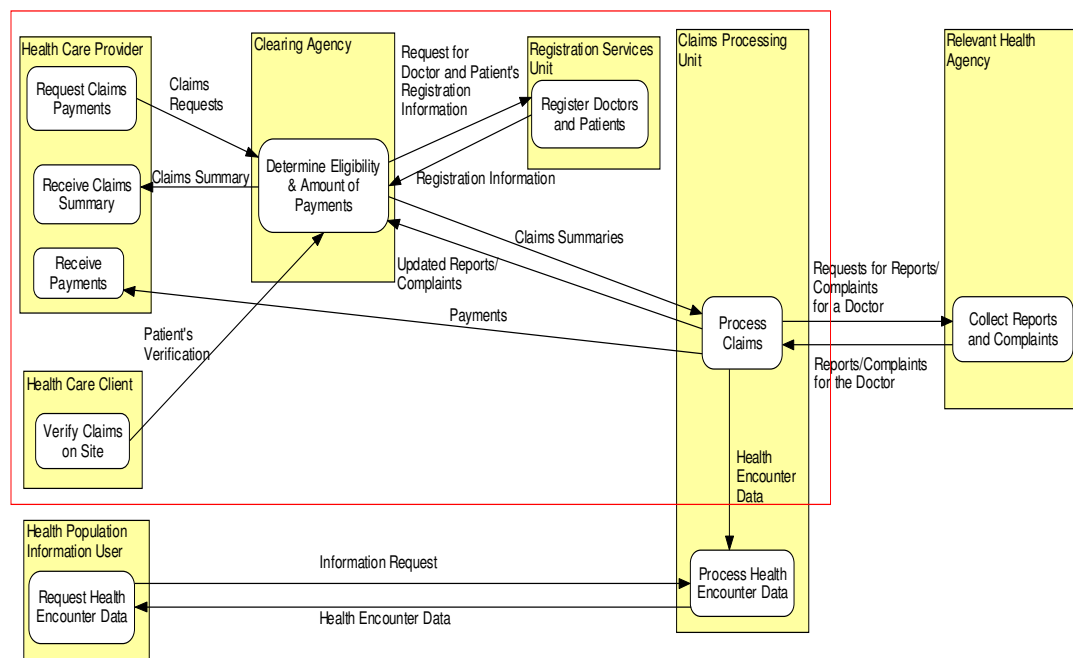 Health Care Provider
Request Claims
Payments
Receive Claims
Summary
Receive
Payments
Claims
Requests
Claims Summary
Clearing Agency
Determine Eligibility
& Amount of
Payments
Request for
Doctor and Patient's
Registration
Information
Registration Services
Unit
Register Doctors
and Patients
Registration Information
Claims Processing
Unit
Relevant Health
Agency
Claims Summaries
Updated Reports/
Complaints
Payments
Process
Claims
Requests for Reports/
Complaints
for a Doctor
Collect Reports
and Complaints
Reports/Complaints
for the Doctor
Patient's
Verification
Health Care Client
Verify Claims
on Site
Health
Encounter
Data
Health Population
Information User
Request Health
Encounter Data
Information Request
Health Encounter Data
Process Health
Encounter Data